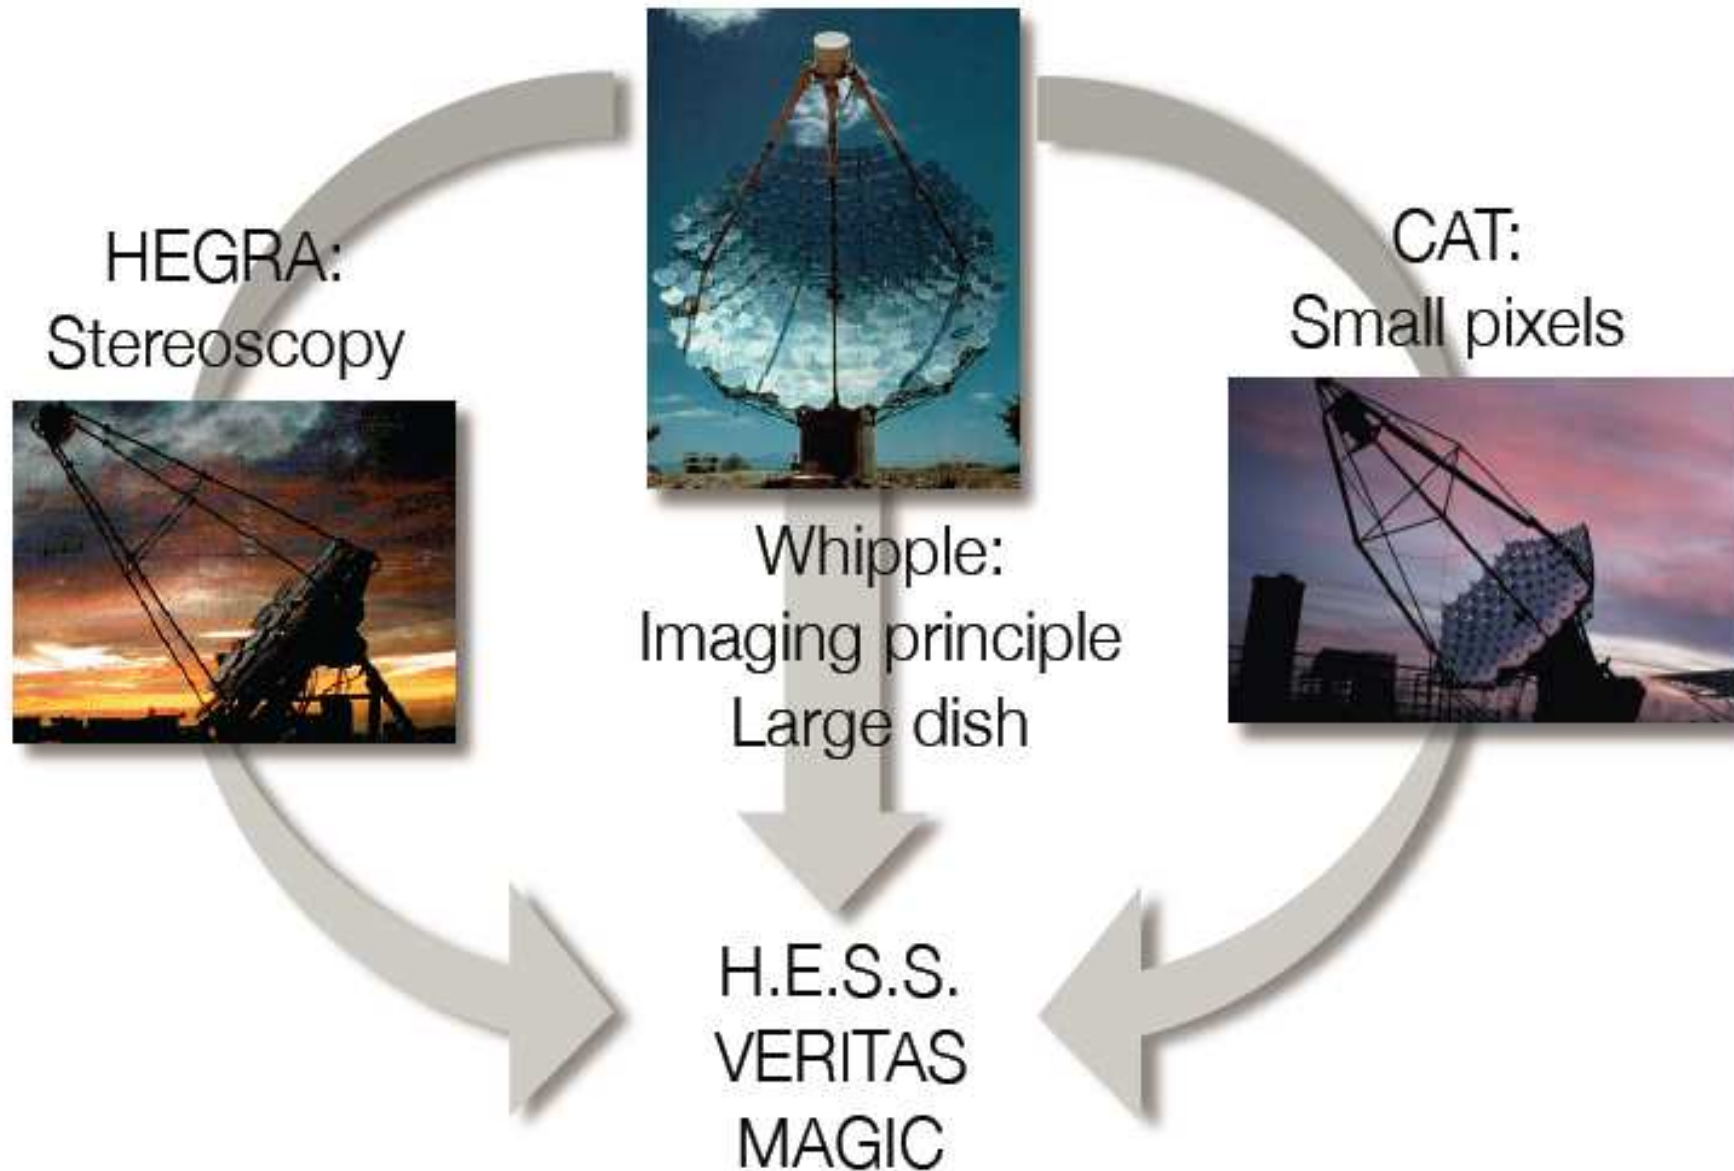 HEGRA:
Stereoscopy
CAT:
Small pixels
Whipple:
Imaging principle
Large dish
H.E.S.S.
VERITAS
MAGIC